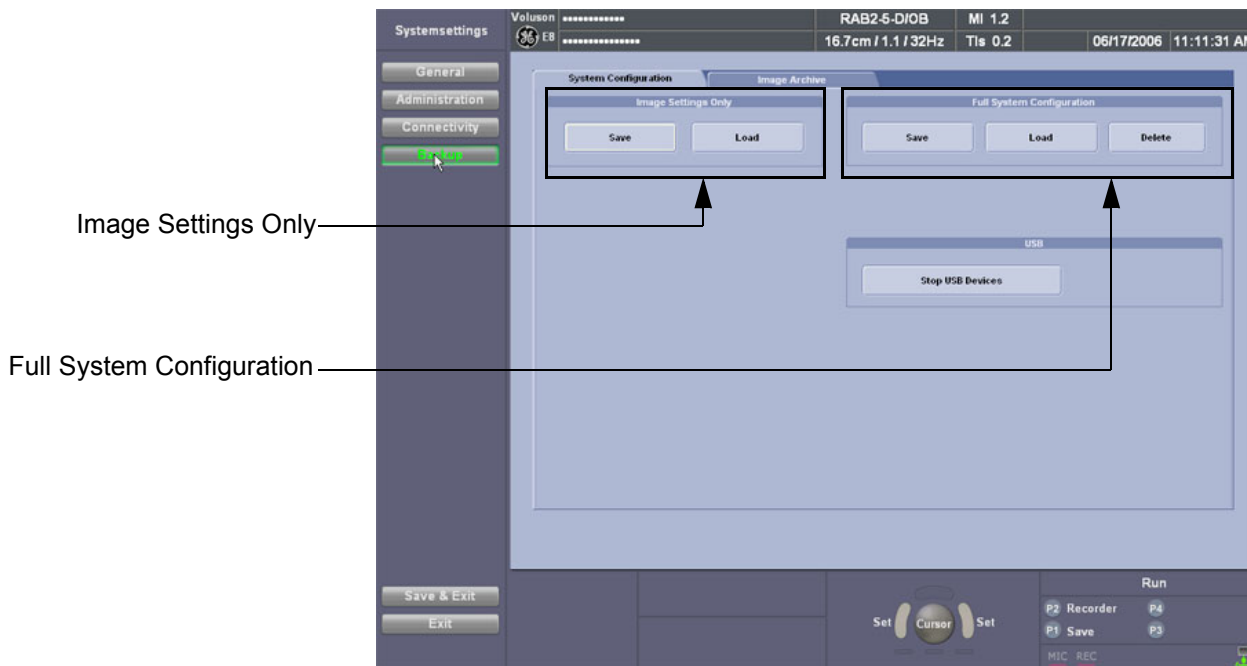 Systemsettings
Voluson
E8
RAB2-5-D/OB
MI 1.2
16.7cm / 1.1 / 32Hz
TIs 0.2
06/17/2006
11:11:31 AM
General
Administration
Connectivity
Backup
System Configuration
Image Archive
Image Settings Only
Save
Load
Full System Configuration
Save
Load
Delete
Image Settings Only
USB
Stop USB Devices
Full System Configuration
Save & Exit
Exit
Set
Cursor
Set
Run
P2 Recorder
P4
P1 Save
P3
MIC REC